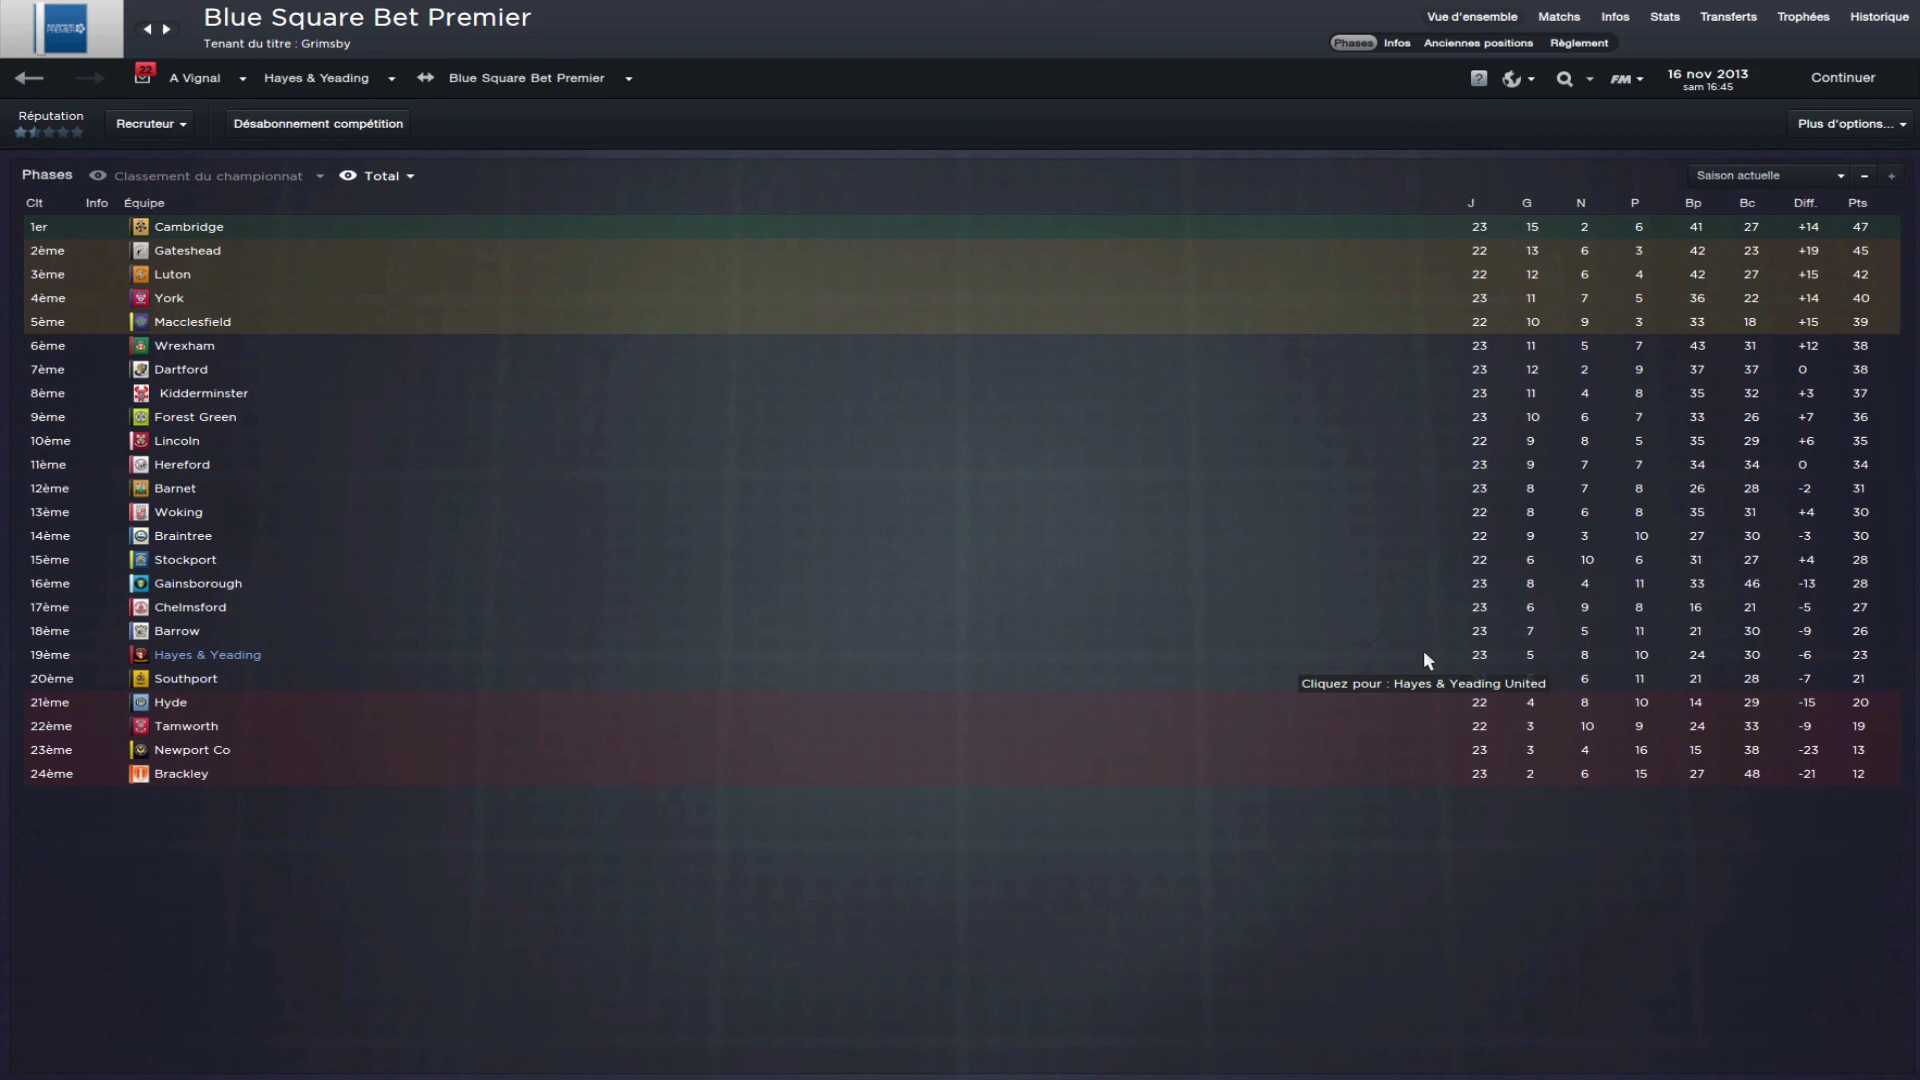 Blue Square Bet Premier
Tenant du titre : Grimsby
Vue d'ensemble Matchs Infos Stats Transferts Trophées Historique
Phases Infos Anciennes positions Règlement
22 A Vignal Hayes & Yeading Blue Square Bet Premier ? FM 16 nov 2013 Continuer
sam 16:45
Réputation Recruteur Désabonnement compétition Plus d'options...
Phases Classement du championnat Total Saison actuelle - +
Clt Info Équipe J G N P Bp Bc Diff. Pts
1er Cambridge 23 15 2 6 41 27 +14 47
2ème Gateshead 22 13 6 3 42 23 +19 45
3ème Luton 22 12 6 4 42 27 +15 42
4ème York 23 11 7 5 36 22 +14 40
5ème Macclesfield 22 10 9 3 33 18 +15 39
6ème Wrexham 23 11 5 7 43 31 +12 38
7ème Dartford 23 12 2 9 37 37 0 38
8ème Kidderminster 23 11 4 8 35 32 +3 37
9ème Forest Green 23 10 6 7 33 26 +7 36
10ème Lincoln 22 9 8 5 35 29 +6 35
11ème Hereford 23 9 7 7 34 34 0 34
12ème Barnet 23 8 7 8 26 28 -2 31
13ème Woking 22 8 6 8 35 31 +4 30
14ème Braintree 22 9 3 10 27 30 -3 30
15ème Stockport 22 6 10 6 31 27 +4 28
16ème Gainsborough 23 8 4 11 33 46 -13 28
17ème Chelmsford 23 6 9 8 16 21 -5 27
18ème Barrow 23 7 5 11 21 30 -9 26
19ème Hayes & Yeading 23 5 8 10 24 30 -6 23
20ème Southport 6 11 21 28 -7 21
Cliquez pour : Hayes & Yeading United
21ème Hyde 22 4 8 10 14 29 -15 20
22ème Tamworth 22 3 10 9 24 33 -9 19
23ème Newport Co 23 3 4 16 15 38 -23 13
24ème Brackley 23 2 6 15 27 48 -21 12